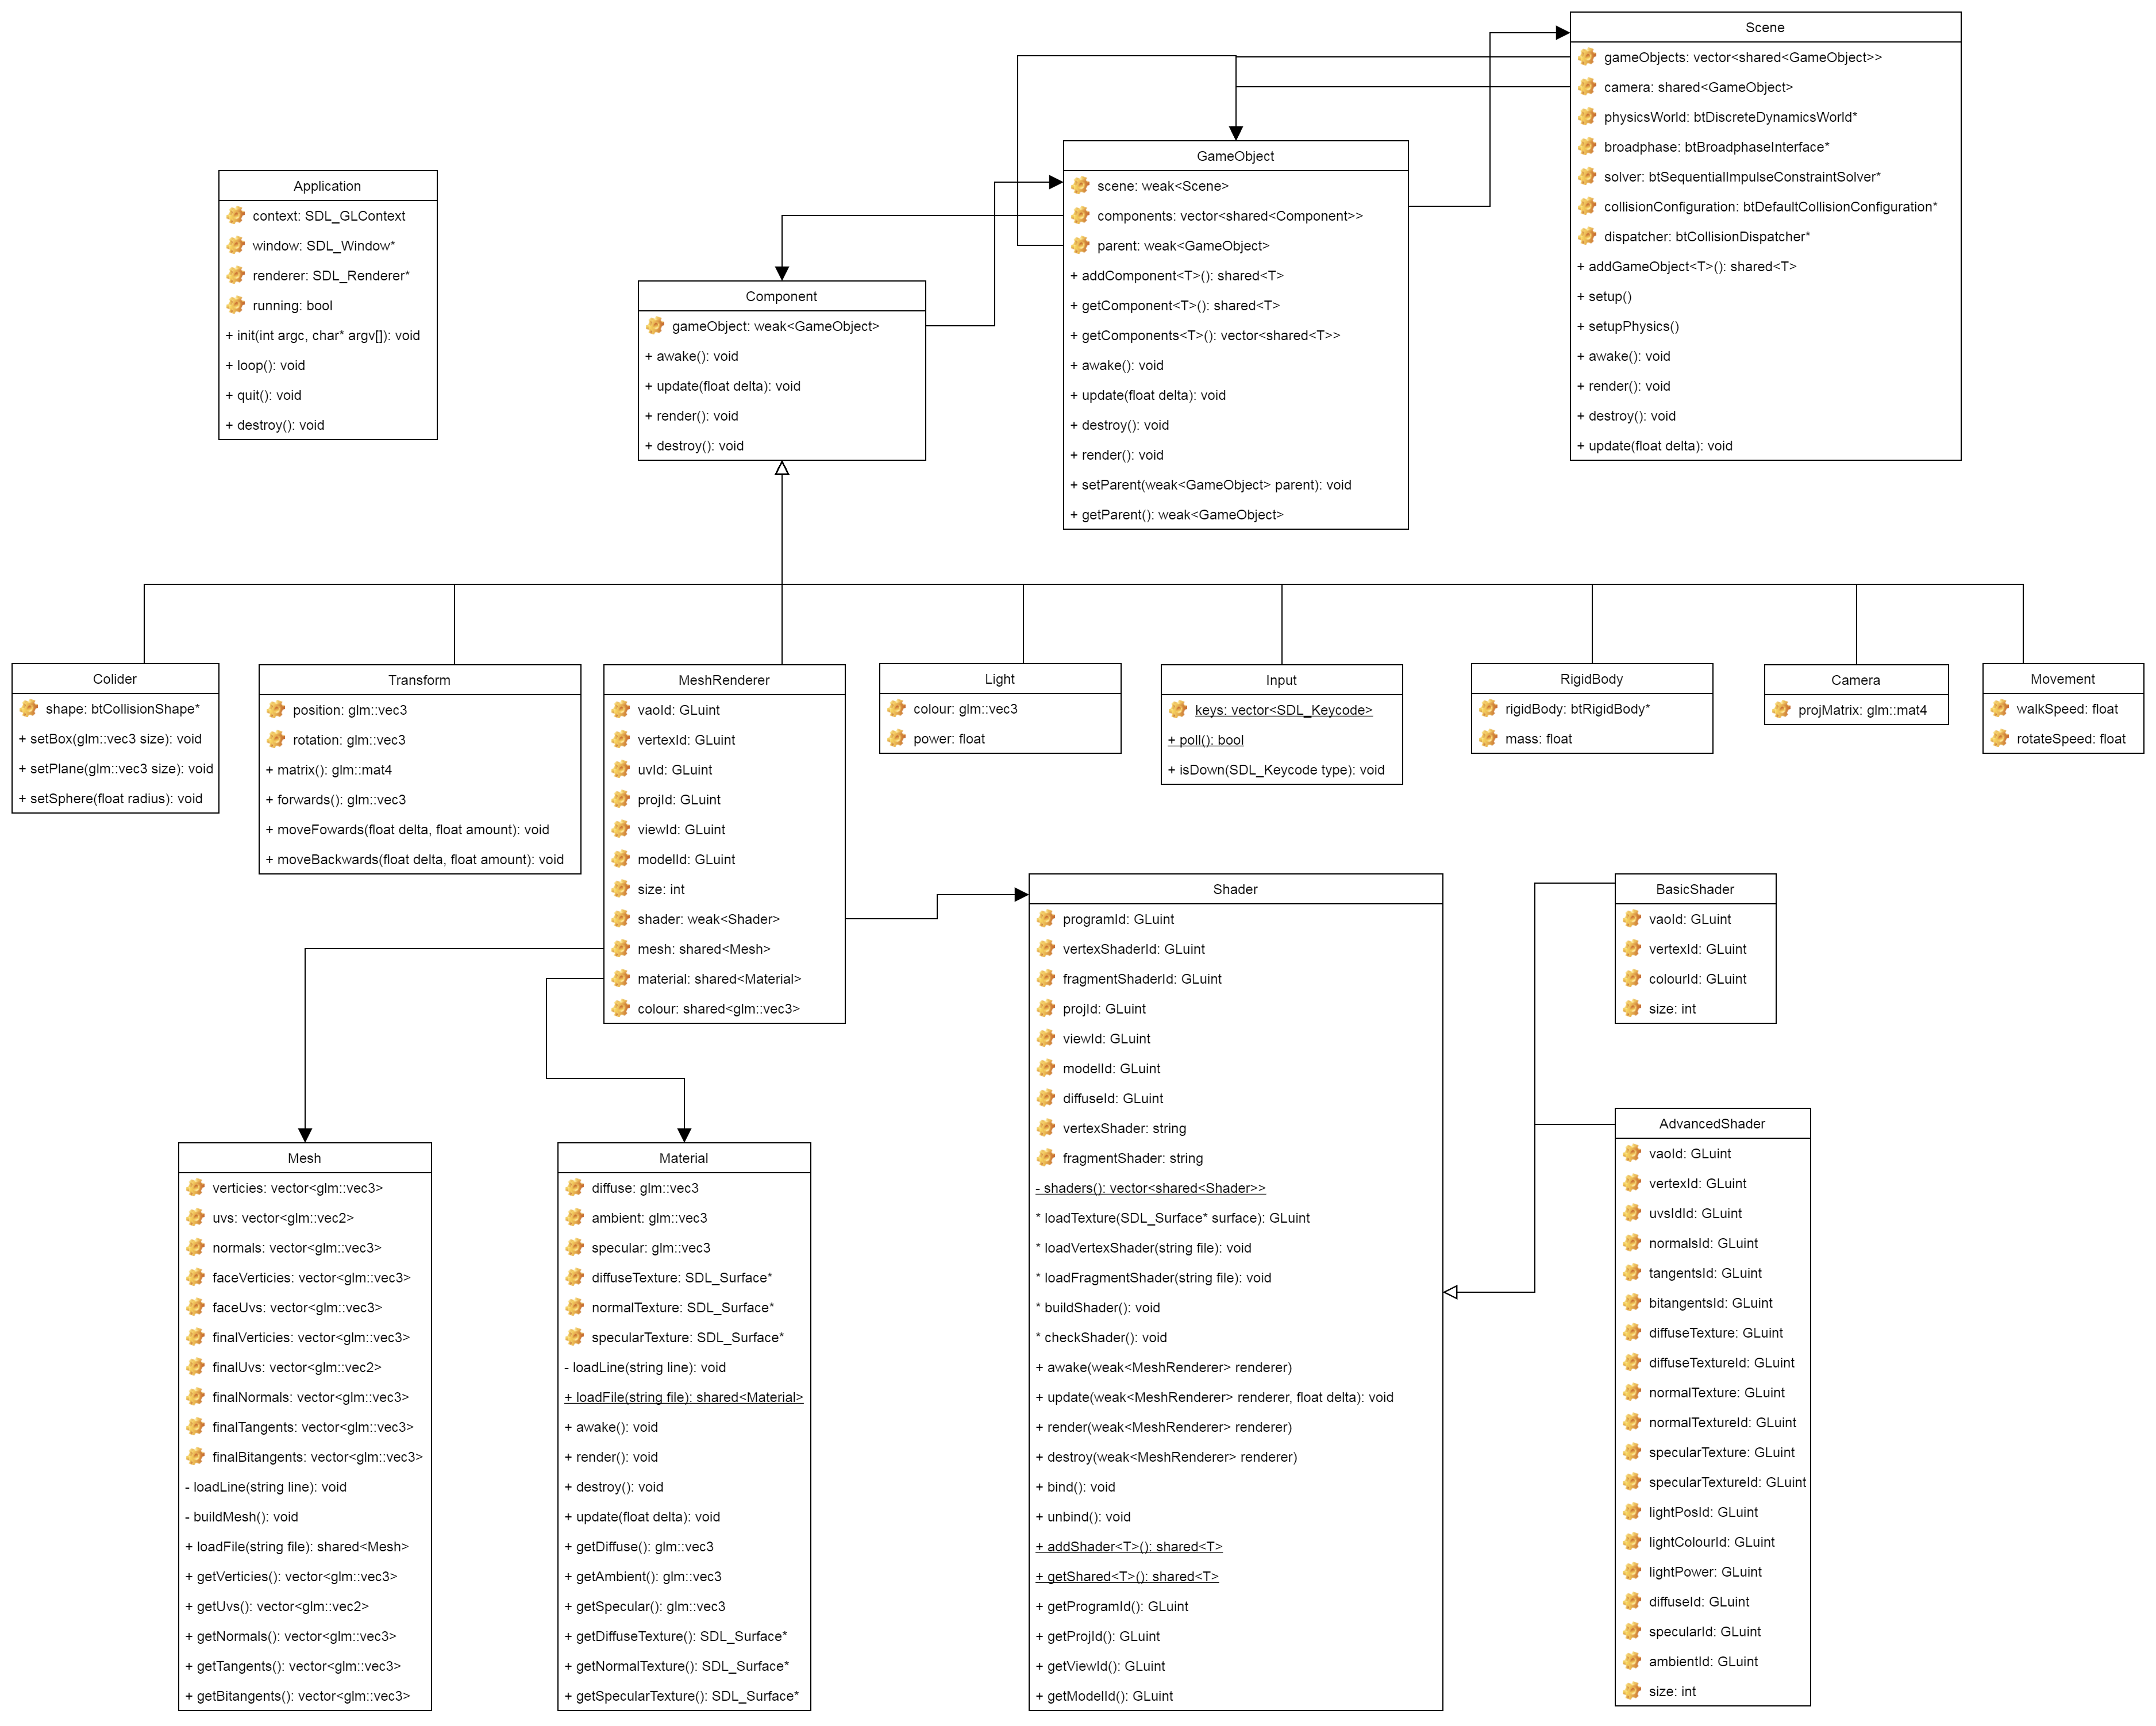 Scene
gameObjects: vector<shared<GameObject>>
camera: shared<GameObject>
physicsWorld: btDiscreteDynamicsWorld*
broadphase: btBroadphaseInterface*
solver: btSequentialImpulseConstraintSolver*
collisionConfiguration: btDefaultCollisionConfiguration*
dispatcher: btCollisionDispatcher*
+ addGameObject<T>(): shared<T>
+ setup()
+ setupPhysics()
+ awake(): void
+ render(): void
+ destroy(): void
+ update(float delta): void
GameObject
scene: weak<Scene>
components: vector<shared<Component>>
parent: weak<GameObject>
+ addComponent<T>(): shared<T>
+ getComponent<T>(): shared<T>
+ getComponents<T>(): vector<shared<T>>
+ awake(): void
+ update(float delta): void
+ destroy(): void
+ render(): void
+ setParent(weak<GameObject> parent): void
+ getParent(): weak<GameObject>
Application
context: SDL_GLContext
window: SDL_Window*
renderer: SDL_Renderer*
running: bool
+ init(int argc, char* argv[]): void
+ loop(): void
+ quit(): void
+ destroy(): void
Component
gameObject: weak<GameObject>
+ awake(): void
+ update(float delta): void
+ render(): void
+ destroy(): void
Colider
shape: btCollisionShape*
+ setBox(glm::vec3 size): void
+ setPlane(glm::vec3 size): void
+ setSphere(float radius): void
Transform
position: glm::vec3
rotation: glm::vec3
+ matrix(): glm::mat4
+ forwards(): glm::vec3
+ moveFowards(float delta, float amount): void
+ moveBackwards(float delta, float amount): void
MeshRenderer
vaoId: GLuint
vertexId: GLuint
uvId: GLuint
projId: GLuint
viewId: GLuint
modelId: GLuint
size: int
shader: weak<Shader>
mesh: shared<Mesh>
material: shared<Material>
colour: shared<glm::vec3>
Light
colour: glm::vec3
power: float
Input
keys: vector<SDL_Keycode>
+ poll(): bool
+ isDown(SDL_Keycode type): void
RigidBody
rigidBody: btRigidBody*
mass: float
Camera
projMatrix: glm::mat4
Movement
walkSpeed: float
rotateSpeed: float
Shader
programId: GLuint
vertexShaderId: GLuint
fragmentShaderId: GLuint
projId: GLuint
viewId: GLuint
modelId: GLuint
diffuseId: GLuint
vertexShader: string
fragmentShader: string
- shaders(): vector<shared<Shader>>
* loadTexture(SDL_Surface* surface): GLuint
* loadVertexShader(string file): void
* loadFragmentShader(string file): void
* buildShader(): void
* checkShader(): void
+ awake(weak<MeshRenderer> renderer)
+ update(weak<MeshRenderer> renderer, float delta): void
+ render(weak<MeshRenderer> renderer)
+ destroy(weak<MeshRenderer> renderer)
+ bind(): void
+ unbind(): void
+ addShader<T>(): shared<T>
+ getShared<T>(): shared<T>
+ getProgramId(): GLuint
+ getProjId(): GLuint
+ getViewId(): GLuint
+ getModelId(): GLuint
BasicShader
vaoId: GLuint
vertexId: GLuint
colourId: GLuint
size: int
AdvancedShader
vaoId: GLuint
vertexId: GLuint
uvsIdId: GLuint
normalsId: GLuint
tangentsId: GLuint
bitangentsId: GLuint
diffuseTexture: GLuint
diffuseTextureId: GLuint
normalTexture: GLuint
normalTextureId: GLuint
specularTexture: GLuint
specularTextureId: GLuint
lightPosId: GLuint
lightColourId: GLuint
lightPower: GLuint
diffuseId: GLuint
specularId: GLuint
ambientId: GLuint
size: int
Mesh
verticies: vector<glm::vec3>
uvs: vector<glm::vec2>
normals: vector<glm::vec3>
faceVerticies: vector<glm::vec3>
faceUvs: vector<glm::vec3>
finalVerticies: vector<glm::vec3>
finalUvs: vector<glm::vec2>
finalNormals: vector<glm::vec3>
finalTangents: vector<glm::vec3>
finalBitangents: vector<glm::vec3>
- loadLine(string line): void
- buildMesh(): void
+ loadFile(string file): shared<Mesh>
+ getVerticies(): vector<glm::vec3>
+ getUvs(): vector<glm::vec2>
+ getNormals(): vector<glm::vec3>
+ getTangents(): vector<glm::vec3>
+ getBitangents(): vector<glm::vec3>
Material
diffuse: glm::vec3
ambient: glm::vec3
specular: glm::vec3
diffuseTexture: SDL_Surface*
normalTexture: SDL_Surface*
specularTexture: SDL_Surface*
- loadLine(string line): void
+ loadFile(string file): shared<Material>
+ awake(): void
+ render(): void
+ destroy(): void
+ update(float delta): void
+ getDiffuse(): glm::vec3
+ getAmbient(): glm::vec3
+ getSpecular(): glm::vec3
+ getDiffuseTexture(): SDL_Surface*
+ getNormalTexture(): SDL_Surface*
+ getSpecularTexture(): SDL_Surface*